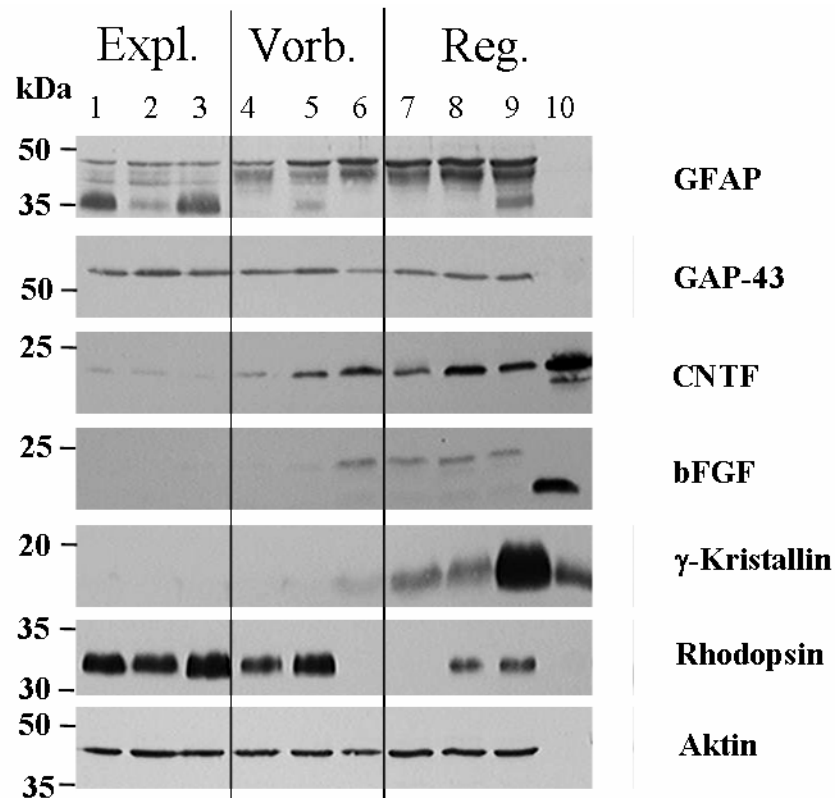 Expl. Vorb. Reg.
kDa
1 2 3 4 5 6 7 8 9 10
50
GFAP
35
GAP-43
50
25
CNTF
25
bFGF
20
γ-Kristallin
35
Rhodopsin
30
50
Aktin
35